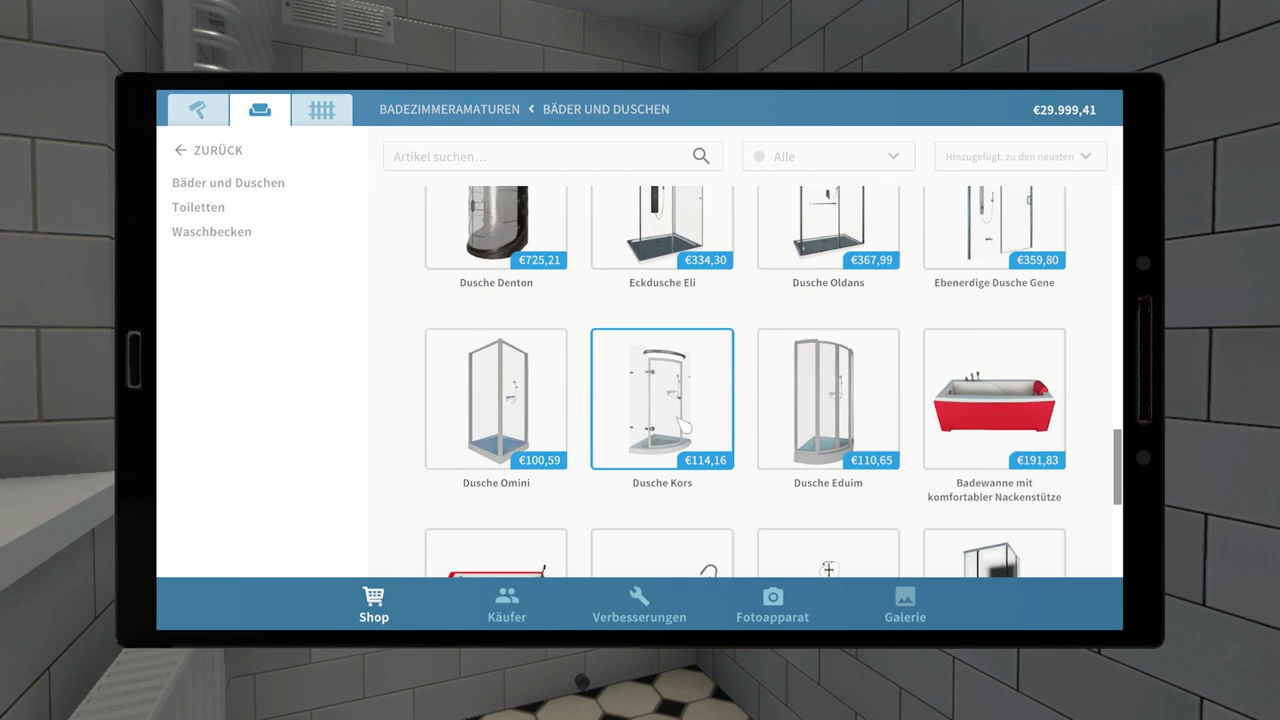 BADEZIMMERAMATUREN < BÄDER UND DUSCHEN
€29.999,41
ZURÜCK
Bäder und Duschen
Toiletten
Waschbecken
Artikel suchen...
Alle
Hinzugefügt: zu den neusten
€725,21
€334,30
€367,99
€359,80
Dusche Denton
Eckdusche Eli
Dusche Oldans
Ebenerdige Dusche Gene
€100,59
€114,16
€110,65
€191,83
Dusche Omini
Dusche Kors
Dusche Eduim
Badewanne mit
komfortabler Nackenstütze
Shop
Käufer
Verbesserungen
Fotoapparat
Galerie